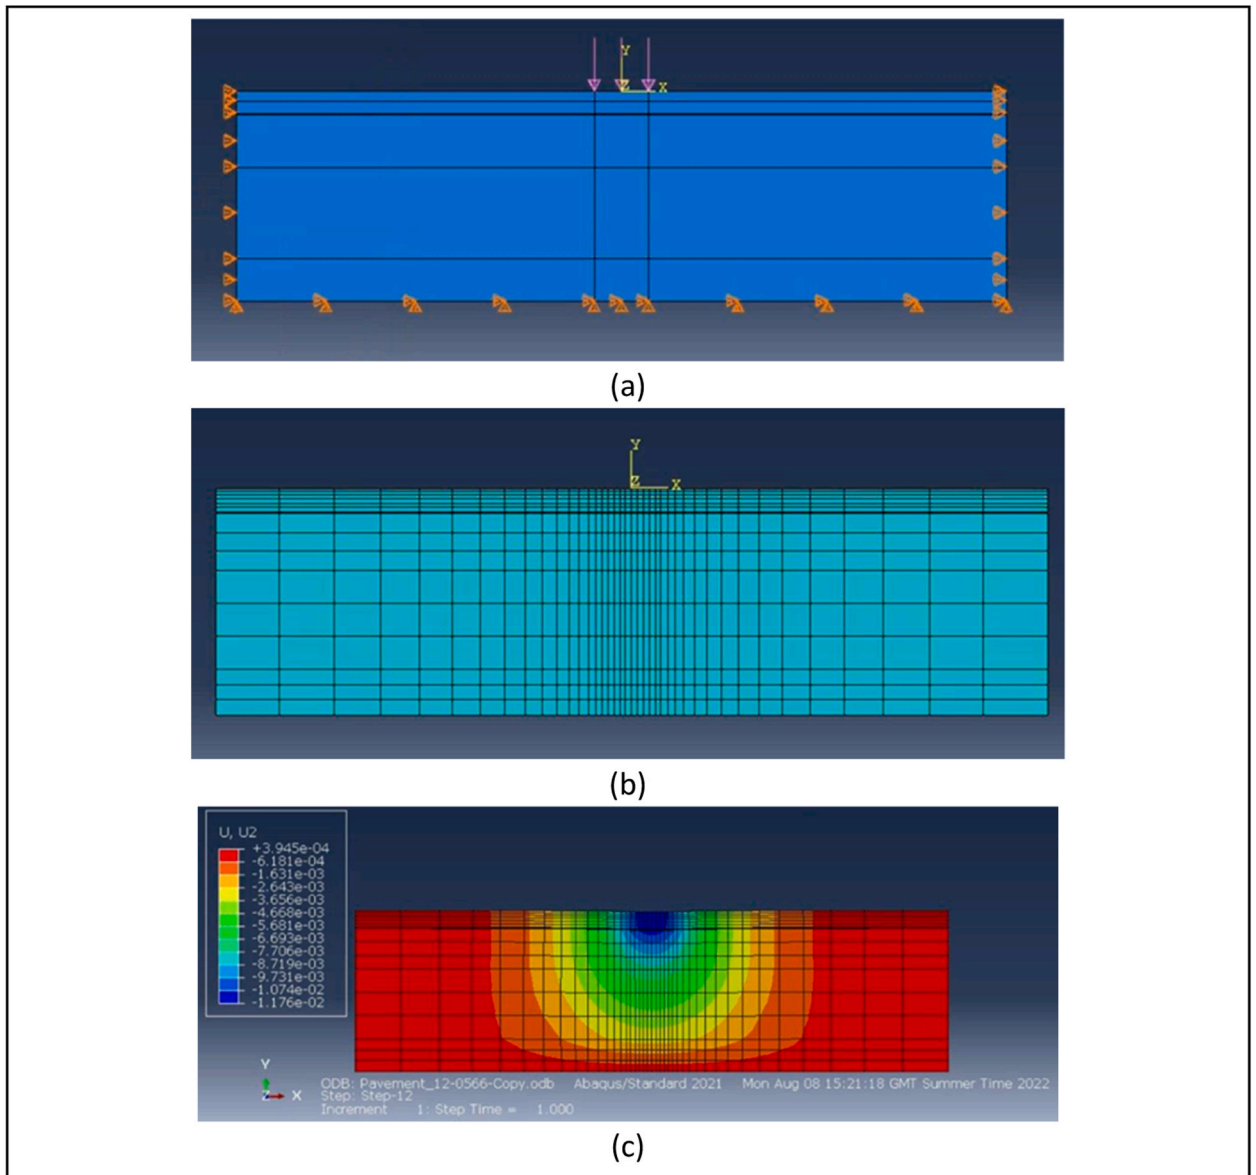 Y
Z X
(a)
Y
Z X
(b)
U, U2
+3.945e-04
-6.181e-04
-1.631e-03
-2.643e-03
-3.656e-03
-4.668e-03
-5.681e-03
-6.693e-03
-7.706e-03
-8.719e-03
-9.731e-03
-1.074e-02
-1.176e-02
Y
Z X
ODB: Pavement_12-0566-Copy.odb Abaqus/Standard 2021 Mon Aug 08 15:21:18 GMT Summer Time 2022
Step: Step-12
Increment 1: Step Time = 1.000
(c)